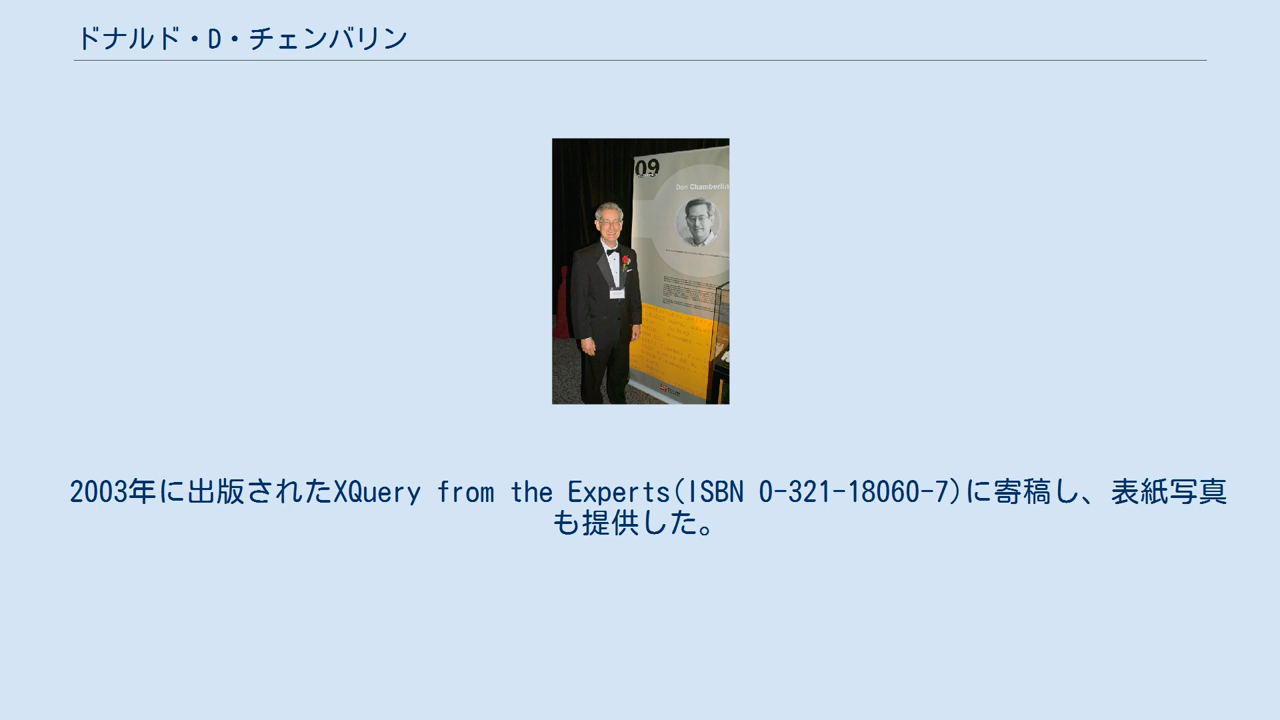 ドナルド・D・チェンバリン
'09
Don Chamberlin
2003年に出版されたXQuery from the Experts(ISBN 0-321-18060-7)に寄稿し、表紙写真
も提供した。